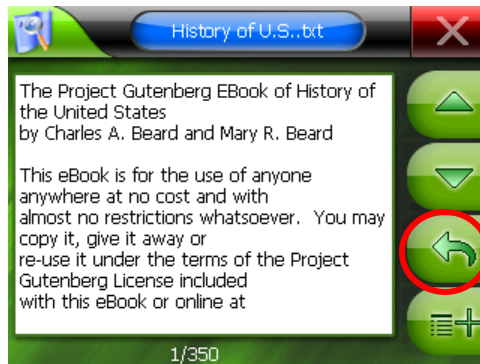 History of U.S..txt
The Project Gutenberg EBook of History of
the United States
by Charles A. Beard and Mary R. Beard
This eBook is for the use of anyone
anywhere at no cost and with
almost no restrictions whatsoever.  You may
copy it, give it away or
re-use it under the terms of the Project
Gutenberg License included
with this eBook or online at
1/350